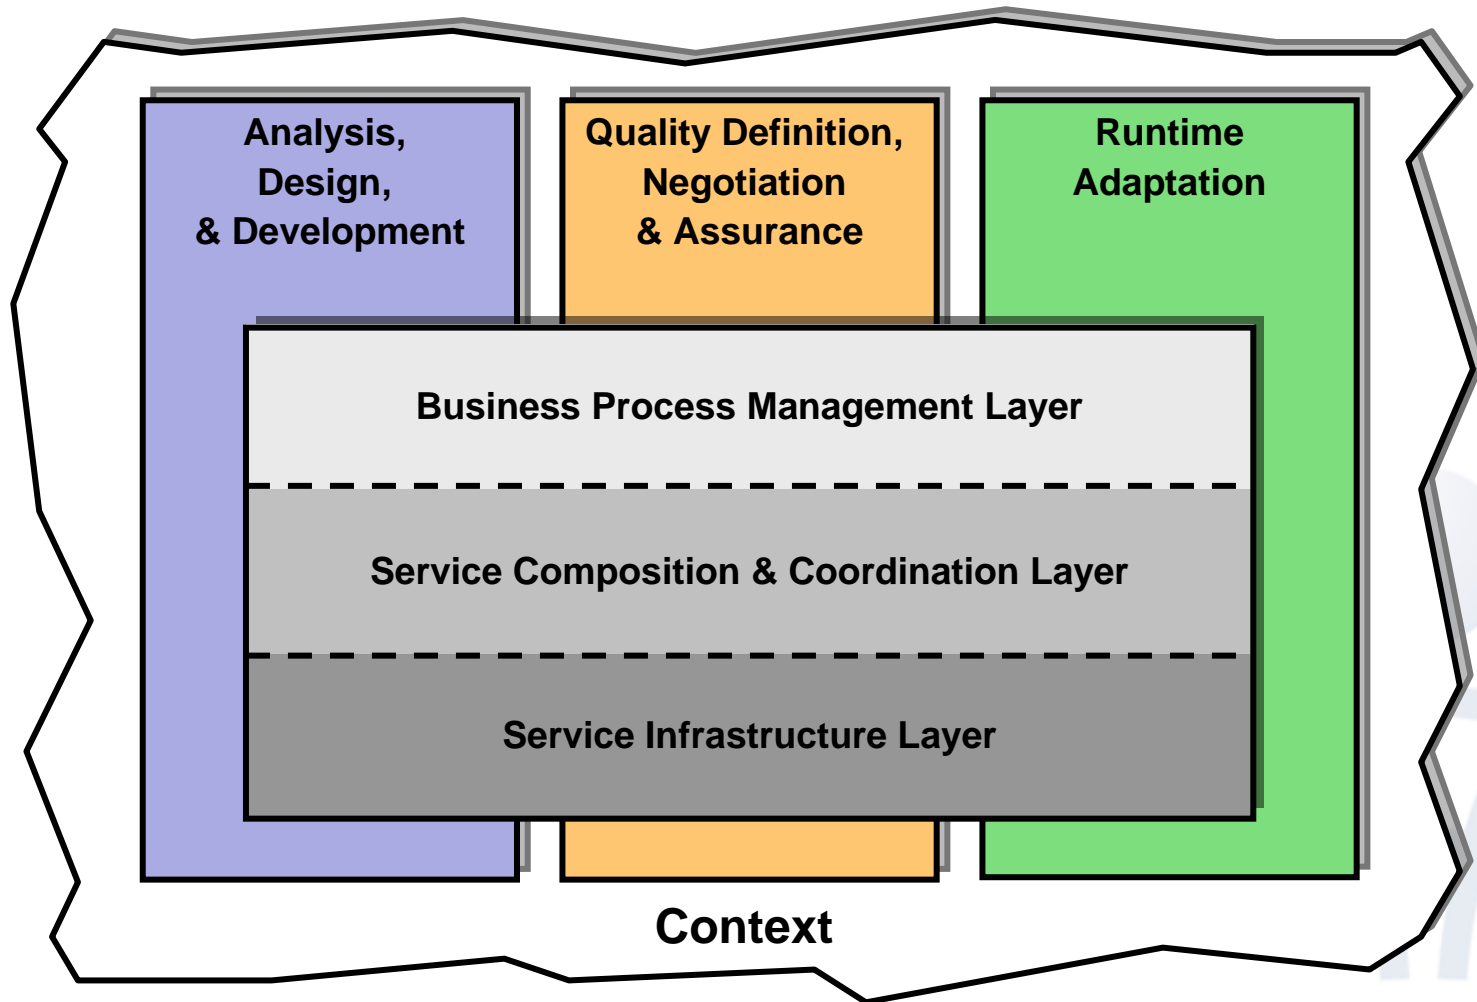 Analysis,
Design,
& Development
Quality Definition,
Negotiation
& Assurance
Runtime
Adaptation
Business Process Management Layer
Service Composition & Coordination Layer
Service Infrastructure Layer
Context